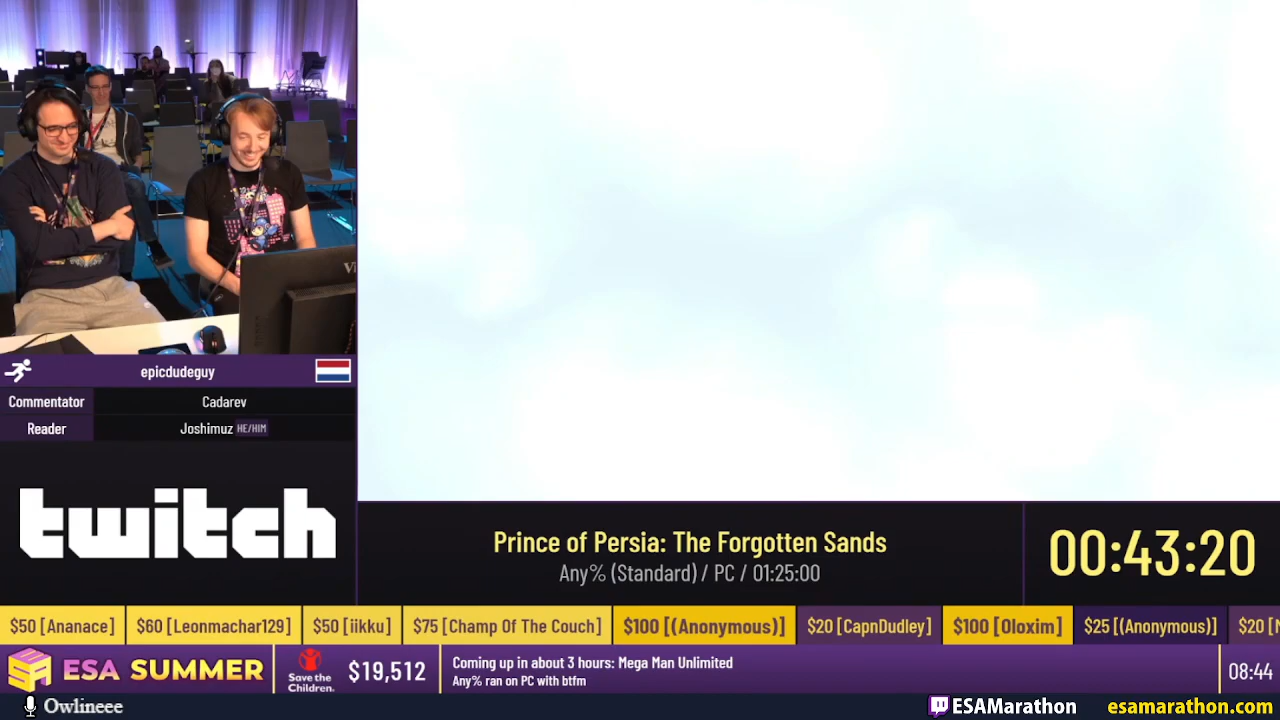 epicdudeguy
Commentator Cadarev
Reader Joshimuz HE/HIM
twitch
Prince of Persia: The Forgotten Sands
Any% (Standard) / PC / 01:25:00
00:43:20
$50 [Ananace] $60 [Leonmachar129] $50 [iikku] $75 [Champ Of The Couch] $100 [(Anonymous)] $20 [CapnDudley] $100 [Oloxim] $25 [(Anonymous)] $20 [
ESA SUMMER
Save the
Children.
$19,512
Coming up in about 3 hours: Mega Man Unlimited
Any% ran on PC with btfm
08:44
Owlineee
ESAMarathon
esamarathon.com